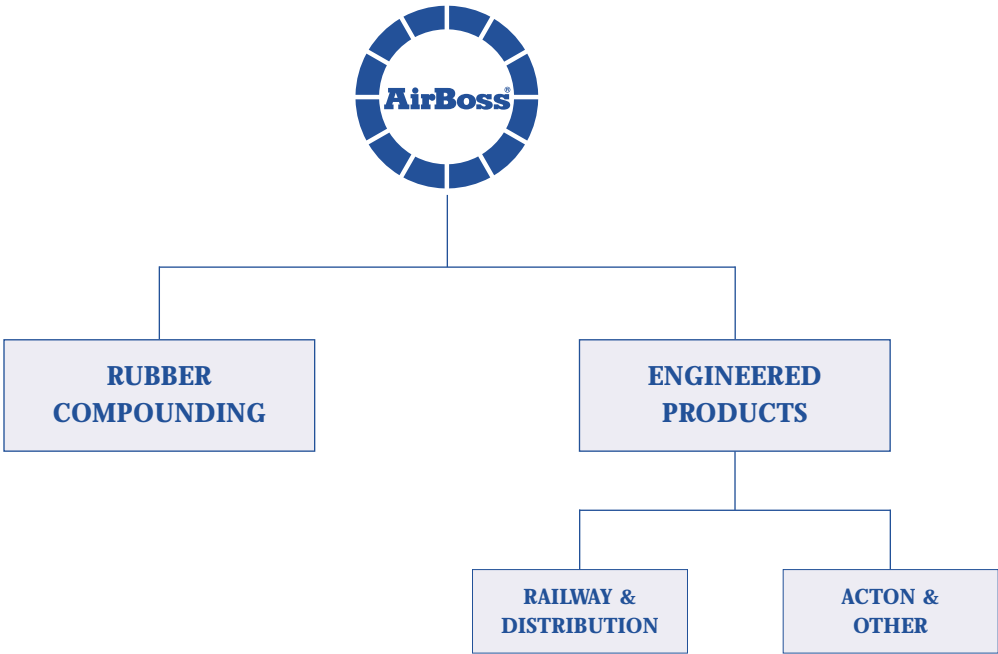 AirBoss®
RUBBER
COMPOUNDING
ENGINEERED
PRODUCTS
RAILWAY &
DISTRIBUTION
ACTON &
OTHER